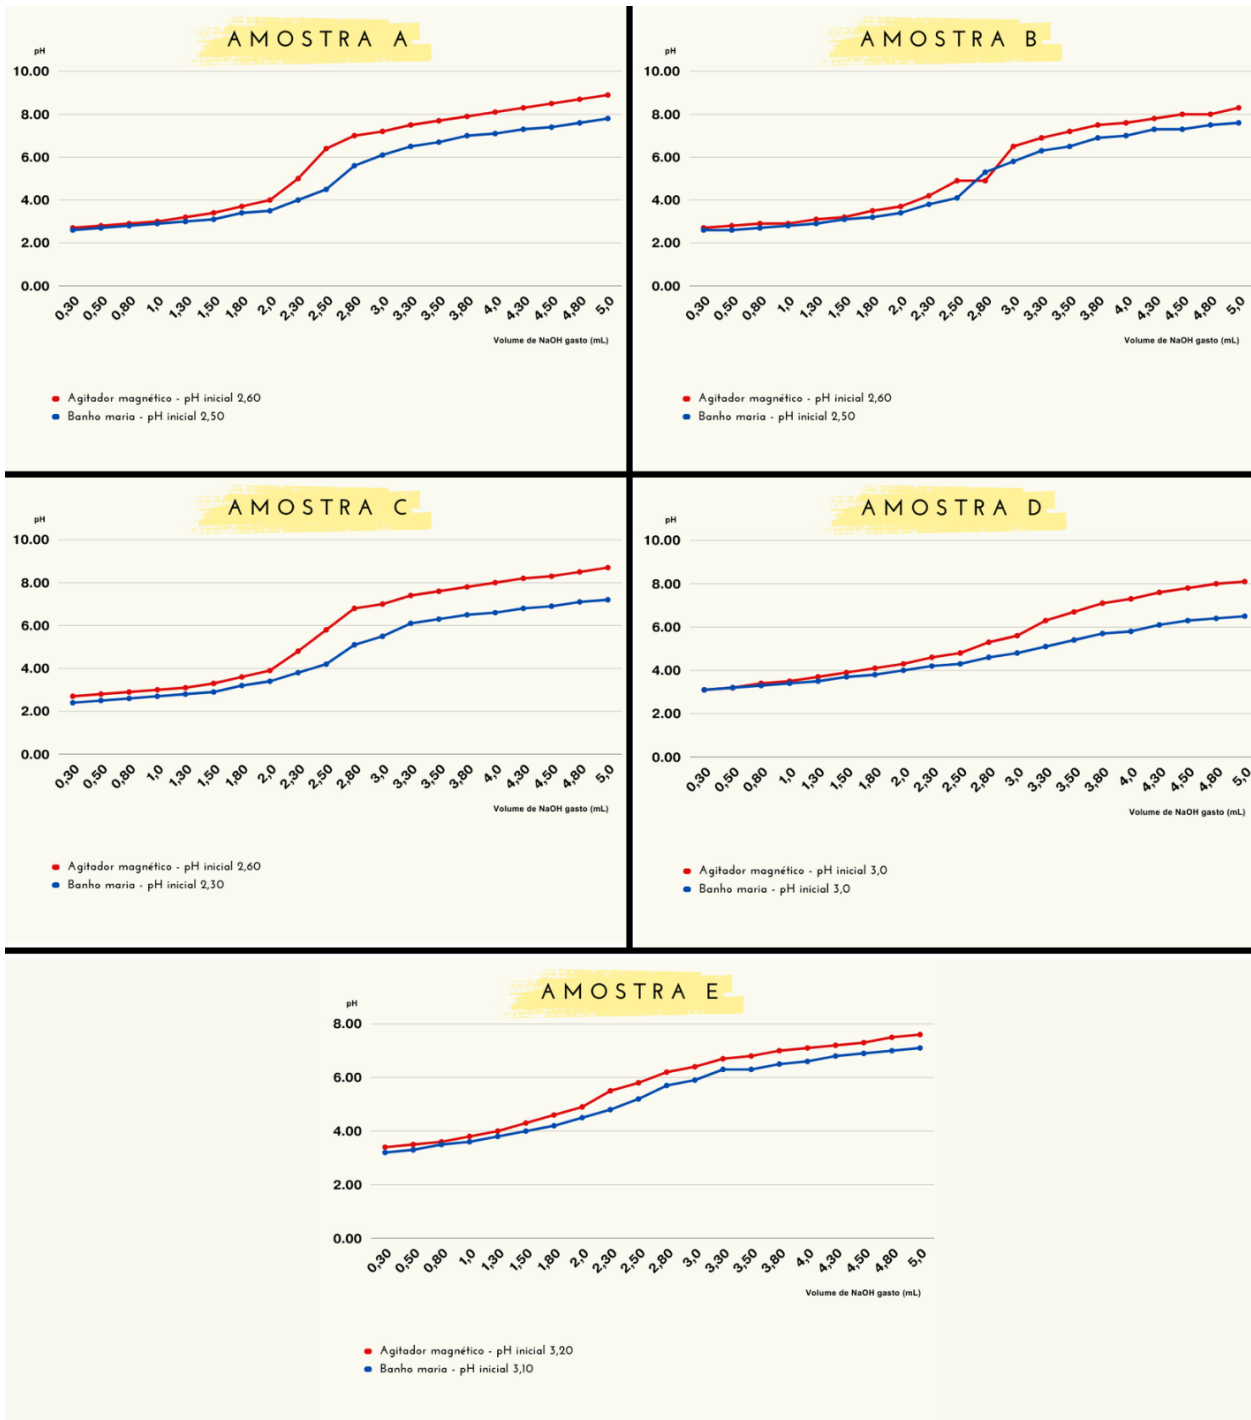 AMOSTRA A
pH
10.00
8.00
6.00
4.00
2.00
0.00
0,30 0,50 0,80 1,0 1,30 1,50 1,80 2,0 2,30 2,50 2,80 3,0 3,30 3,50 3,80 4,0 4,30 4,50 4,80 5,0
Volume de NaOH gasto (mL)
Agitador magnético - pH inicial 2,60
Banho maria - pH inicial 2,50
AMOSTRA B
pH
10.00
8.00
6.00
4.00
2.00
0.00
0,30 0,50 0,80 1,0 1,30 1,50 1,80 2,0 2,30 2,50 2,80 3,0 3,30 3,50 3,80 4,0 4,30 4,50 4,80 5,0
Volume de NaOH gasto (mL)
Agitador magnético - pH inicial 2,60
Banho maria - pH inicial 2,50
AMOSTRA C
pH
10.00
8.00
6.00
4.00
2.00
0.00
0,30 0,50 0,80 1,0 1,30 1,50 1,80 2,0 2,30 2,50 2,80 3,0 3,30 3,50 3,80 4,0 4,30 4,50 4,80 5,0
Volume de NaOH gasto (mL)
Agitador magnético - pH inicial 2,60
Banho maria - pH inicial 2,30
AMOSTRA D
pH
10.00
8.00
6.00
4.00
2.00
0.00
0,30 0,50 0,80 1,0 1,30 1,50 1,80 2,0 2,30 2,50 2,80 3,0 3,30 3,50 3,80 4,0 4,30 4,50 4,80 5,0
Volume de NaOH gasto (mL)
Agitador magnético - pH inicial 3,0
Banho maria - pH inicial 3,0
AMOSTRA E
pH
8.00
6.00
4.00
2.00
0.00
0,30 0,50 0,80 1,0 1,30 1,50 1,80 2,0 2,30 2,50 2,80 3,0 3,30 3,50 3,80 4,0 4,30 4,50 4,80 5,0
Volume de NaOH gasto (mL)
Agitador magnético - pH inicial 3,20
Banho maria - pH inicial 3,10